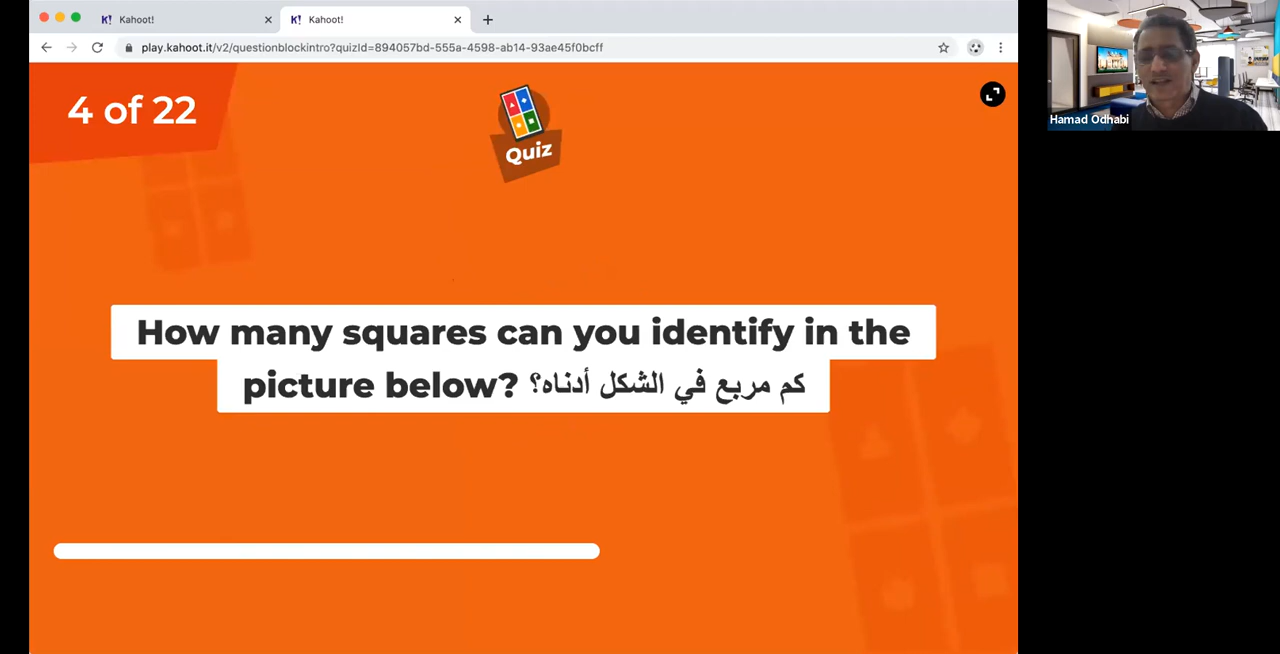 Kahoot!
Kahoot!
play.kahoot.it/v2/questionblockintro?quizId=894057bd-555a-4598-ab14-93ae45f0bcff
4 of 22
Quiz
How many squares can you identify in the
picture below? كم مربع في الشكل أدناه؟
Hamad Odhabi